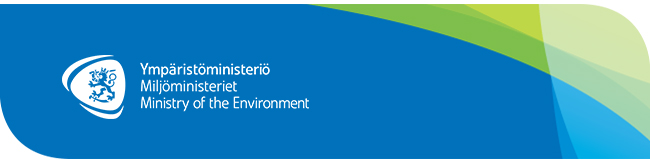 Ympäristöministeriö
Miljöministeriet
Ministry of the Environment